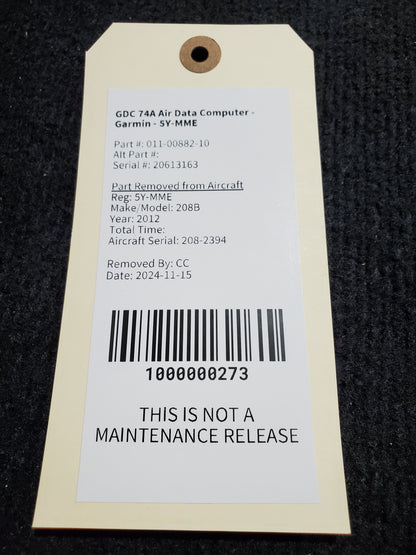 GDC 74A Air Data Computer -
Garmin - 5Y-MME
Part #: 011-00882-10
Alt Part #:
Serial #: 20613163
Part Removed from Aircraft
Reg: 5Y-MME
Make/Model: 208B
Year: 2012
Total Time:
Aircraft Serial: 208-2394
Removed By: CC
Date: 2024-11-15
1000000273
THIS IS NOT A
MAINTENANCE RELEASE